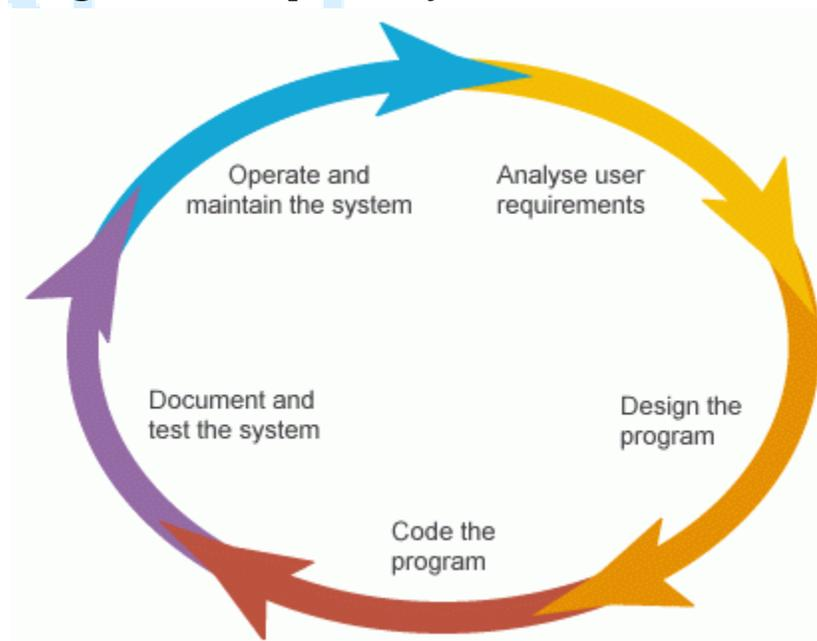 Operate and
maintain the system
Analyse user
requirements
Design the
program
Code the
program
Document and
test the system